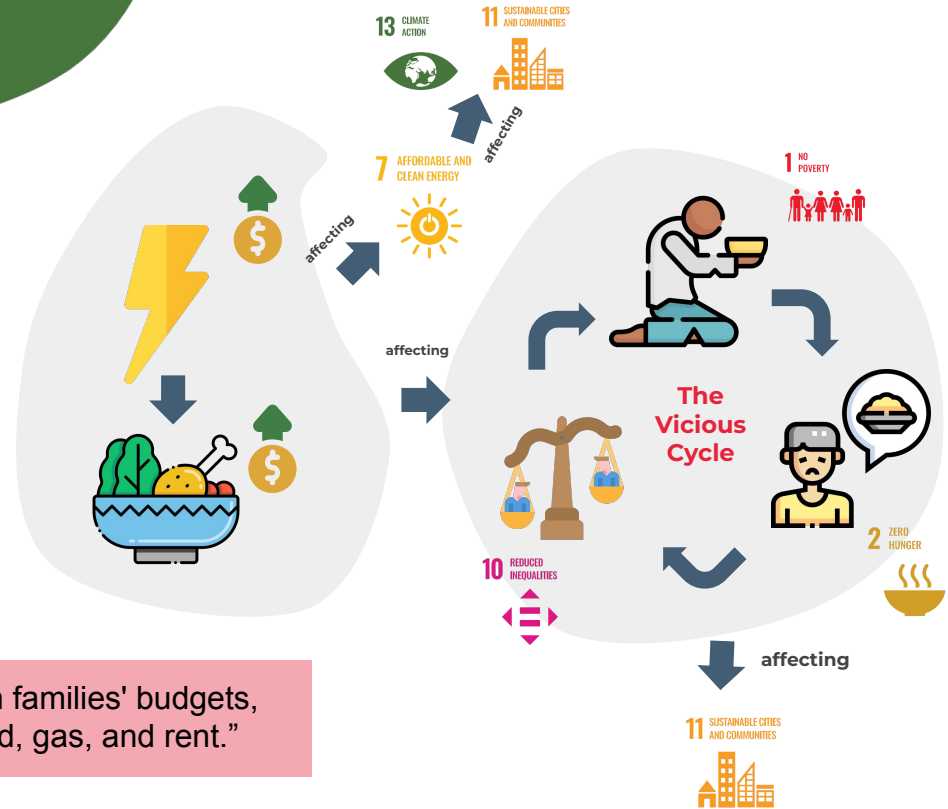 13 CLIMATE
ACTION
11 SUSTAINABLE CITIES
AND COMMUNITIES
affecting
7 AFFORDABLE AND
CLEAN ENERGY
affecting
1 NO
POVERTY
$
affecting
The
Vicious
Cycle
$
2 ZERO
HUNGER
10 REDUCED
INEQUALITIES
affecting
families' budgets,
gas, and rent.”
11 SUSTAINABLE CITIES
AND COMMUNITIES